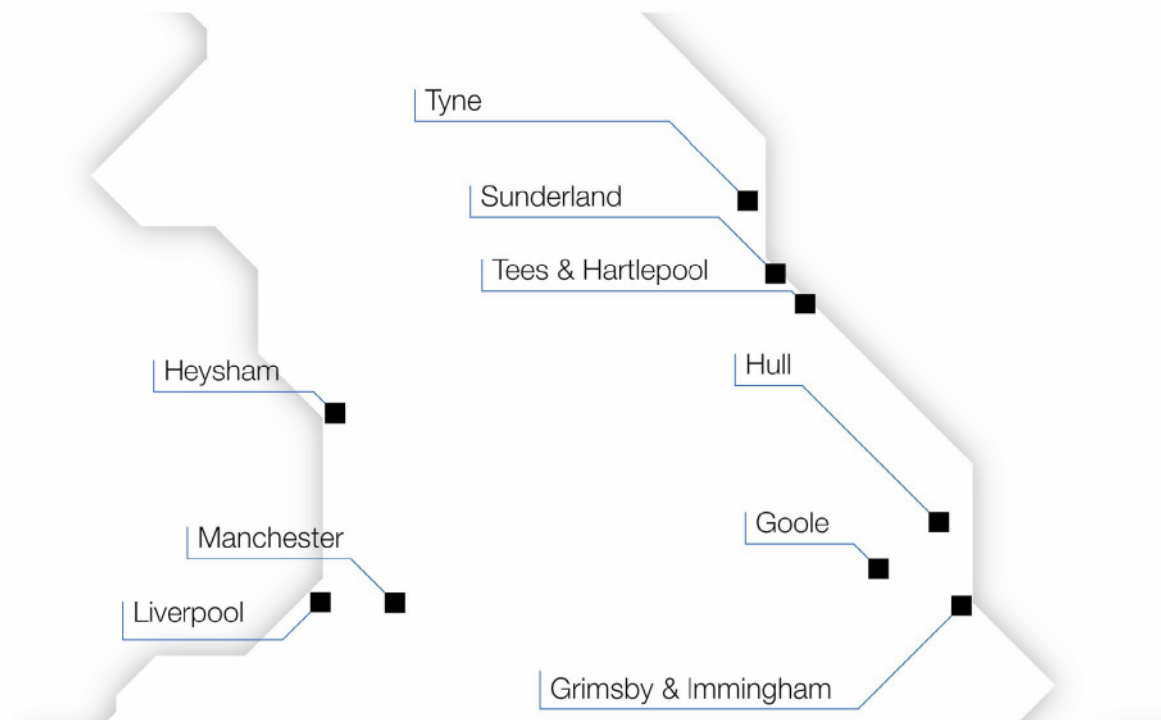 Tyne
Sunderland
Tees & Hartlepool
Hull
Heysham
Goole
Manchester
Liverpool
Grimsby & Immingham